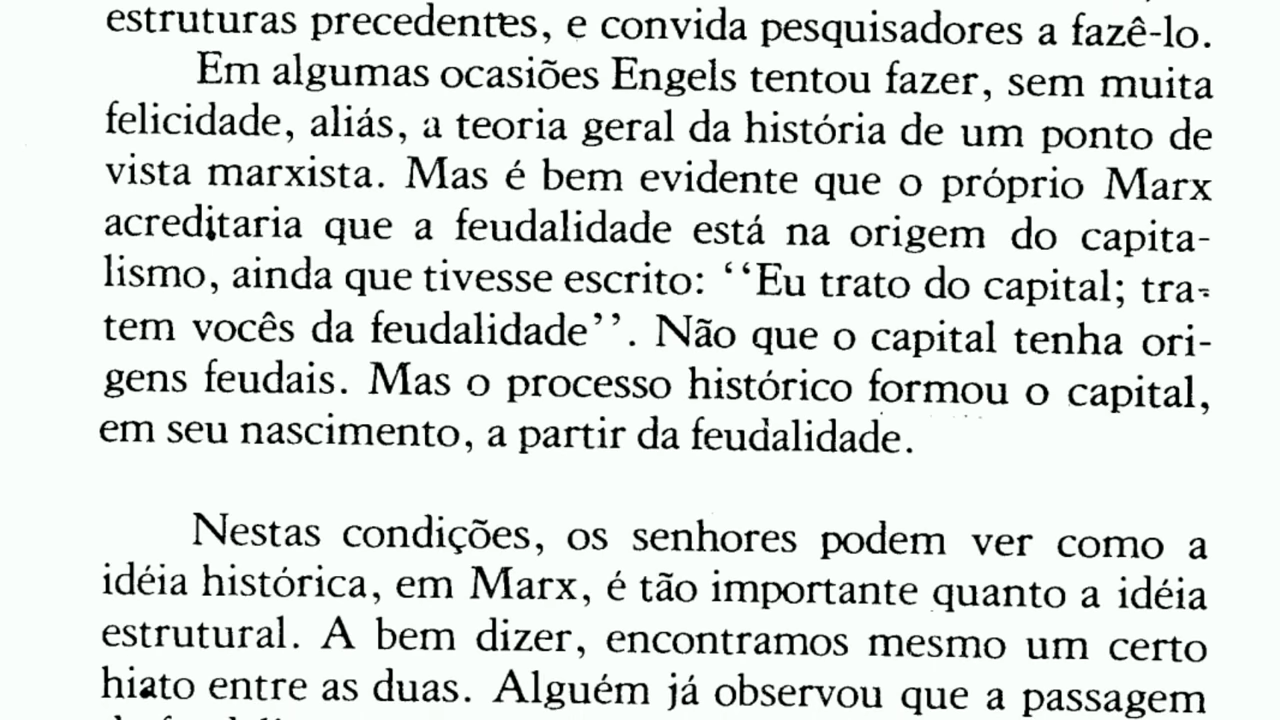 estruturas precedentes, e convida pesquisadores a fazê-lo.
Em algumas ocasiões Engels tentou fazer, sem muita
felicidade, aliás, a teoria geral da história de um ponto de
vista marxista. Mas é bem evidente que o próprio Marx
acreditaria que a feudalidade está na origem do capita-
lismo, ainda que tivesse escrito: ‘‘Eu trato do capital; tra-
tem vocês da feudalidade’’. Não que o capital tenha ori-
gens feudais. Mas o processo histórico formou o capital,
em seu nascimento, a partir da feudalidade.
Nestas condições, os senhores podem ver como a
idéia histórica, em Marx, é tão importante quanto a idéia
estrutural. A bem dizer, encontramos mesmo um certo
hiato entre as duas. Alguém já observou que a passagem